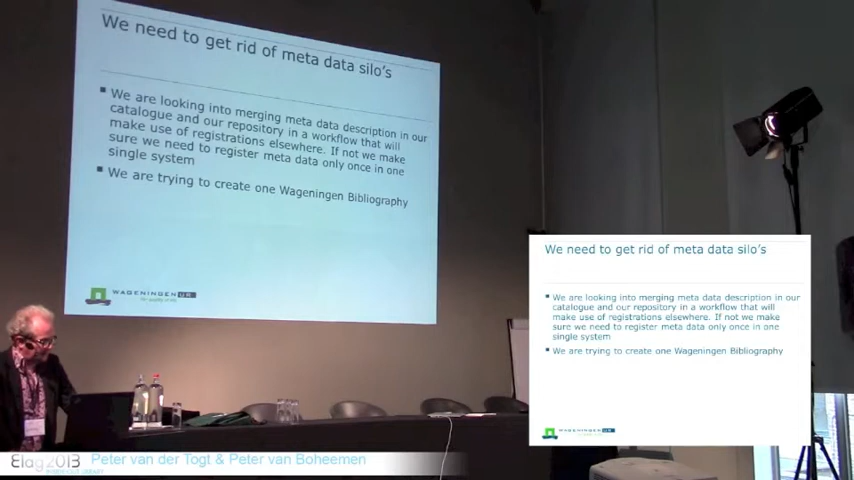 We need to get rid of meta data silo's
We are looking into merging meta data description in our
catalogue and our repository in a workflow that will
make use of registrations elsewhere. If not we make
sure we need to register meta data only once in one
single system
We are trying to create one Wageningen Bibliography
WAGENINGEN UR
We need to get rid of meta data silo's
We are looking into merging meta data description in our
catalogue and our repository in a workflow that will
make use of registrations elsewhere. If not we make
sure we need to register meta data only once in one
single system
We are trying to create one Wageningen Bibliography
WAGENINGEN UR
Elag2013 Peter van der Togt & Peter van Boheemen